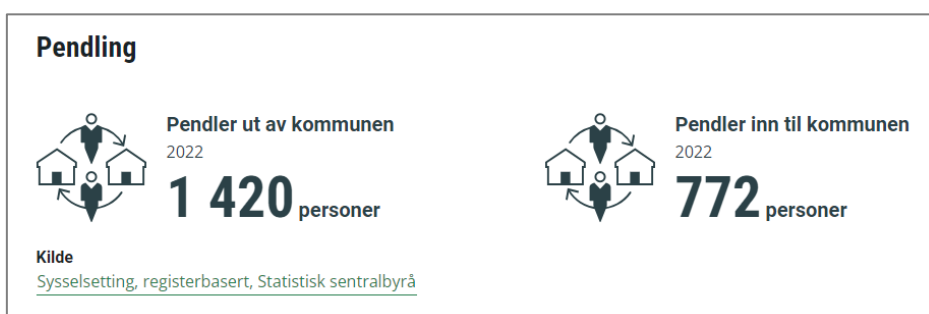 Pendling
Pendler ut av kommunen
2022
1 420 personer
Pendler inn til kommunen
2022
772 personer
Kilde
Sysselsetting, registerbasert, Statistisk sentralbyrå